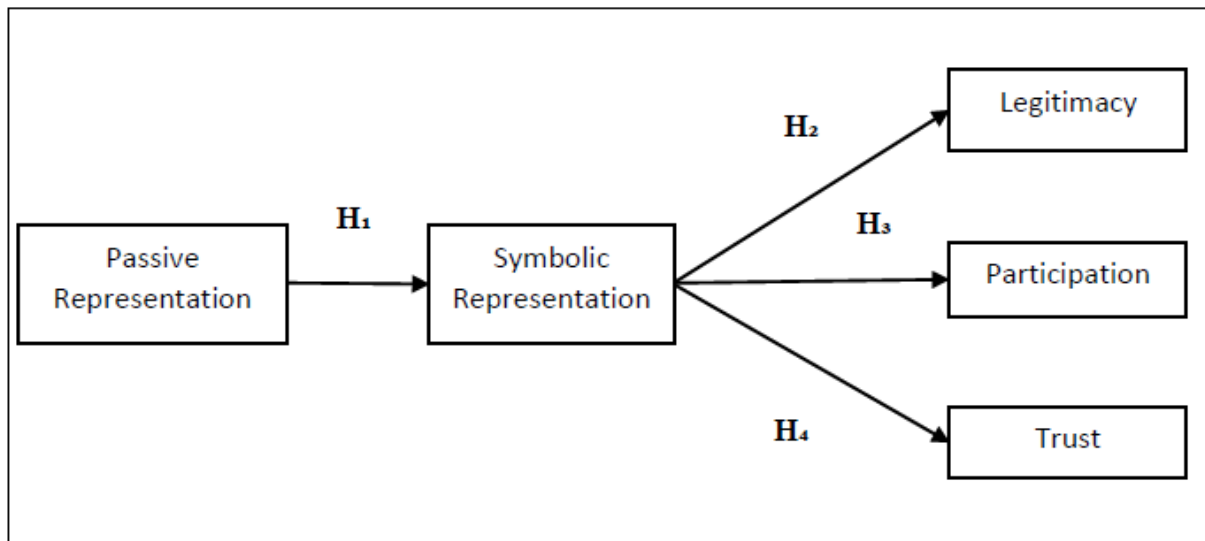 Legitimacy
H₂
H₃
H₁
Passive
Representation
Symbolic
Representation
Participation
H₄
Trust